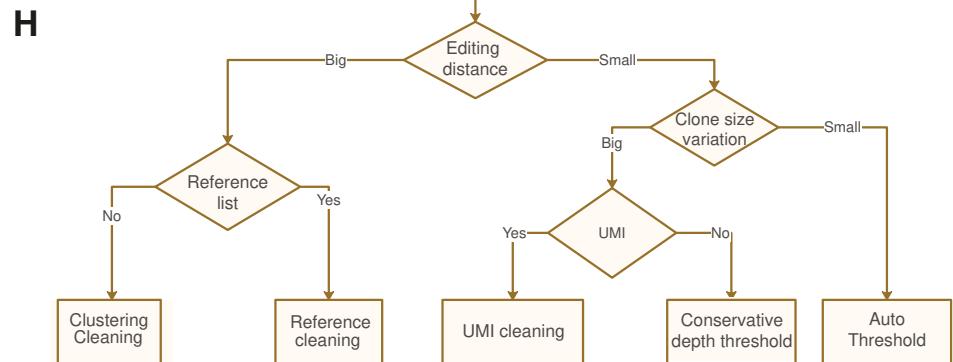 H
Editing
distance
Big
Small
Clone size
variation
Small
Big
Reference
list
No
Yes
UMI
Yes
No
Clustering
Cleaning
Reference
cleaning
UMI cleaning
Conservative
depth threshold
Auto
Threshold